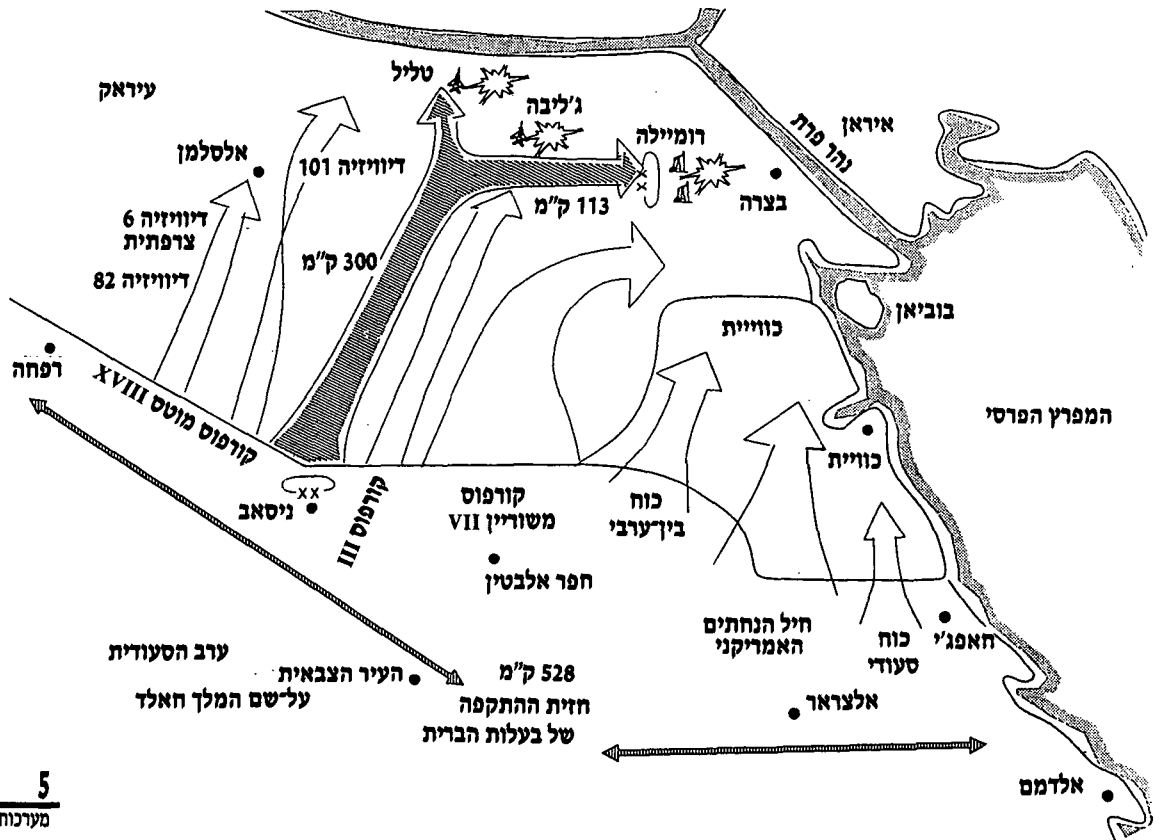 טליל
עיראק
ג'ליבה
רומיילה
איראן
נהר פרת
אלסלמן
דיוויזיה 101
בצרה
113 ק"מ
דיוויזיה 6
צרפתית
דיוויזיה 82
300 ק"מ
בוביאן
כווייית
רפחה
קורפוס מוטס XVIII
המפרץ הפרסי
כוויית
xx
ניסאב
קורפוס III
קורפוס
משוריין VII
כוח
בין-ערבי
חפר אלבטין
חיל הנחתים
האמריקני
כוח
סעודי
חאפג'י
ערב הסעודית
העיר הצבאית
על-שם המלך חאלד
528 ק"מ
חזית ההתקפה
של בעלות הברית
אלצראר
אלדמם
5
מערכות